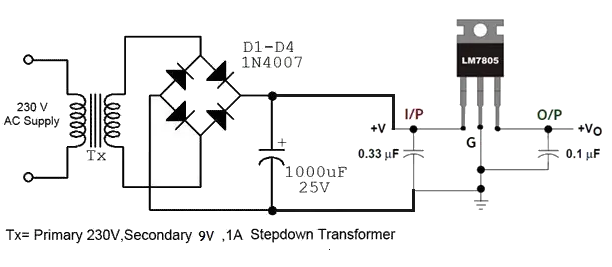 D1-D4
1N4007
LM7805
230 V
AC Supply
Tx
I/P
O/P
+V
G
+VO
+
0.33 µF
0.1 µF
1000uF
25V
Tx= Primary 230V,Secondary 9V ,1A Stepdown Transformer